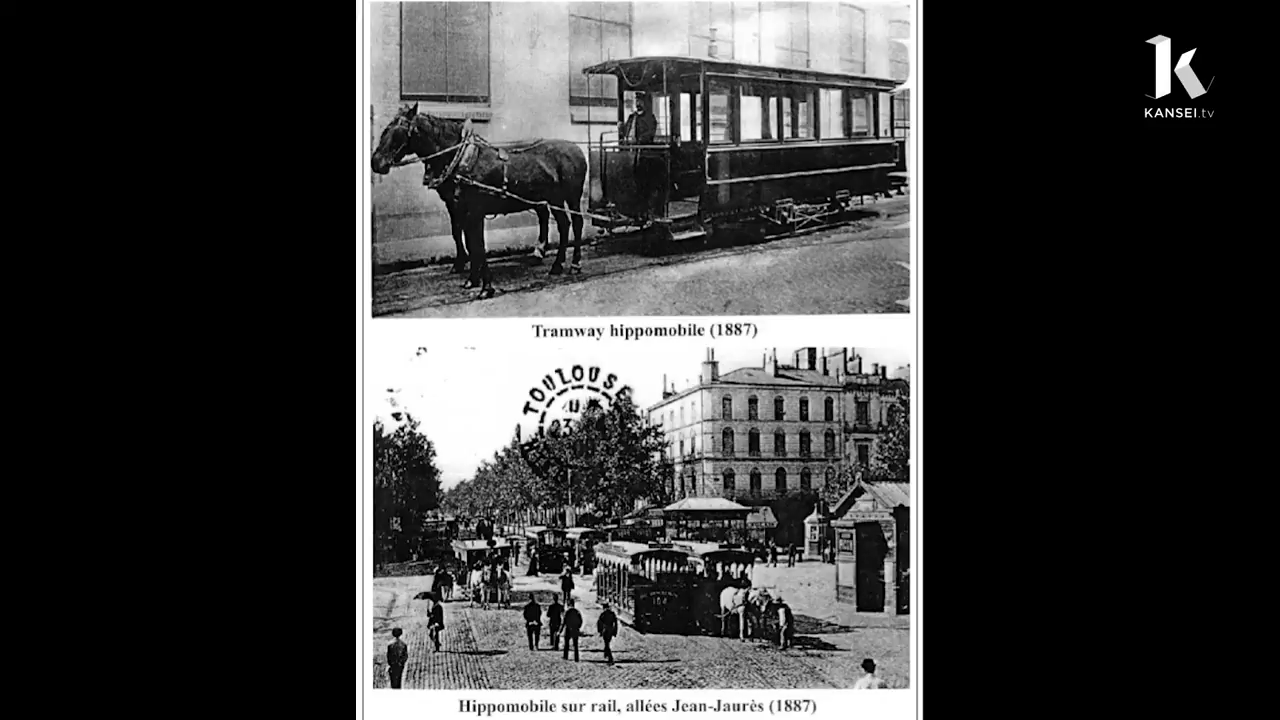 K
KANSEI.tv
Tramway hippomobile (1887)
TOULOUSE
Hippomobile sur rail, allées Jean-Jaurès (1887)